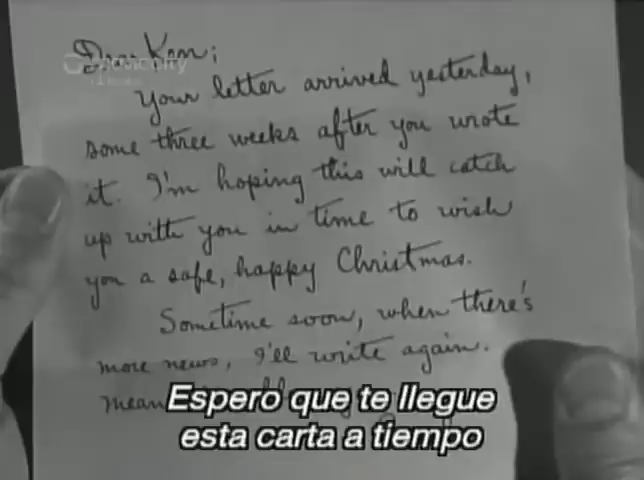 Dear Kom;
Your letter arrived yesterday,
some three weeks after you wrote
it. I'm hoping this will catch
up with you in time to wish
you a safe, happy Christmas.
Sometime soon, when there's
more news, I'll write again.
Espero que te llegue
esta carta a tiempo